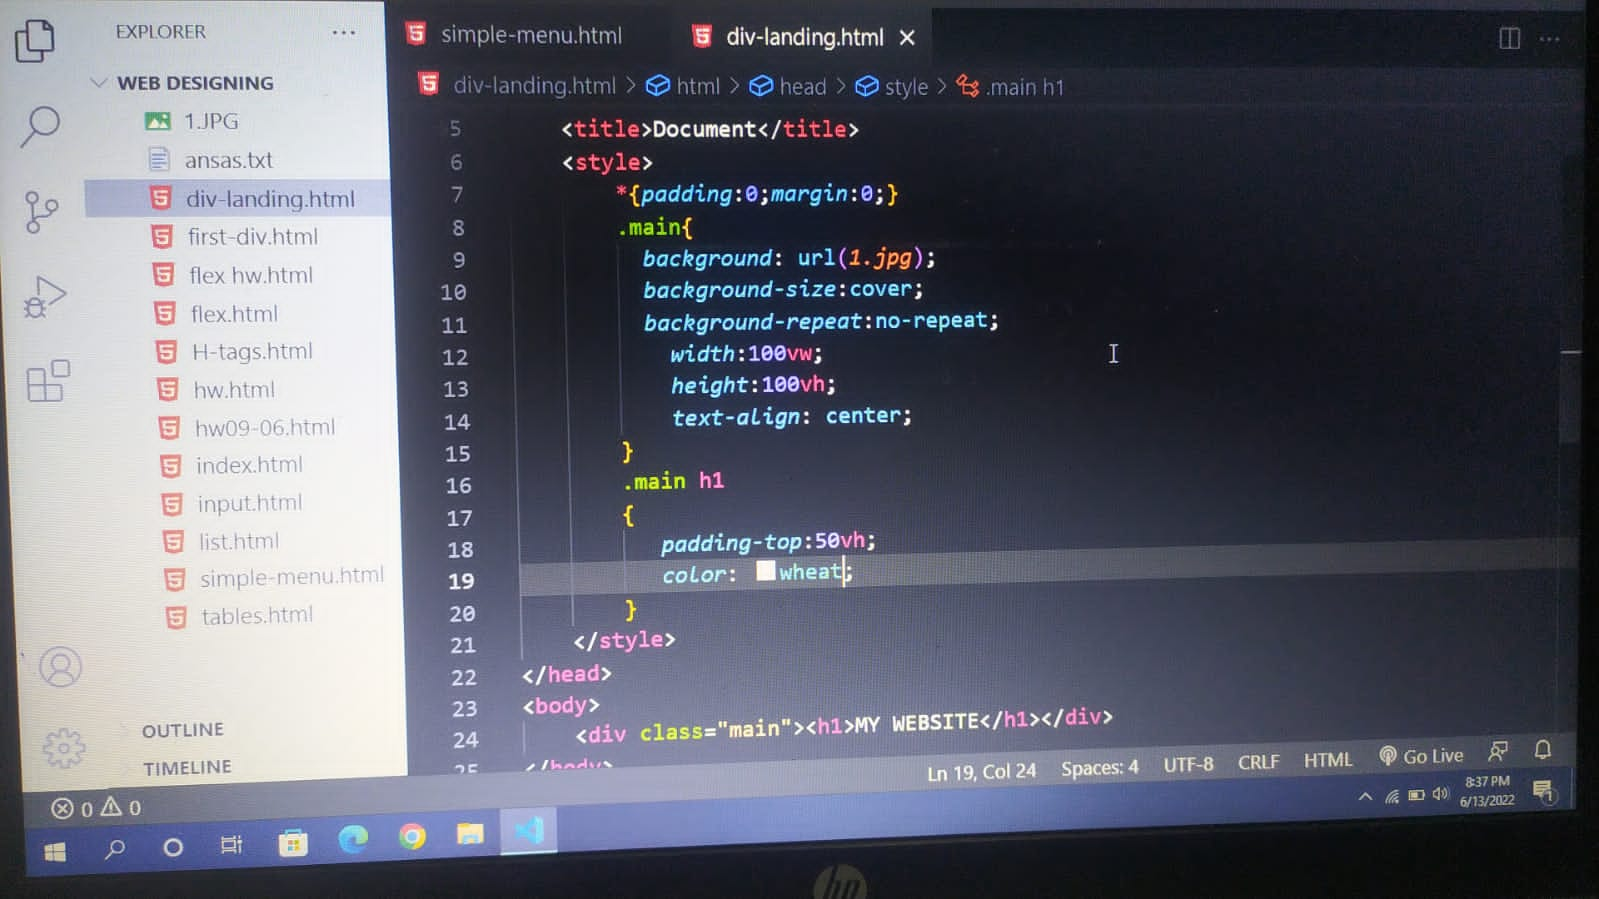 EXPLORER
WEB DESIGNING
1.JPG
ansas.txt
div-landing.html
first-div.html
flex hw.html
flex.html
H-tags.html
hw.html
hw09-06.html
index.html
input.html
list.html
simple-menu.html
tables.html
OUTLINE
TIMELINE
simple-menu.html
div-landing.html ×
div-landing.html > html > head > style > .main h1
5 <title>Document</title>
6 <style>
7 *{padding:0;margin:0;}
8 .main{
9 background: url(1.jpg);
10 background-size:cover;
11 background-repeat:no-repeat;
12 width:100vw;
13 height:100vh;
14 text-align: center;
15 }
16 .main h1
17 {
18 padding-top:50vh;
19 color: wheat;
20 }
21 </style>
22 </head>
23 <body>
24 <div class="main"><h1>MY WEBSITE</h1></div>
25 </body>
0 0
Ln 19, Col 24 Spaces: 4 UTF-8 CRLF HTML Go Live
8:37 PM
6/13/2022
1
hp